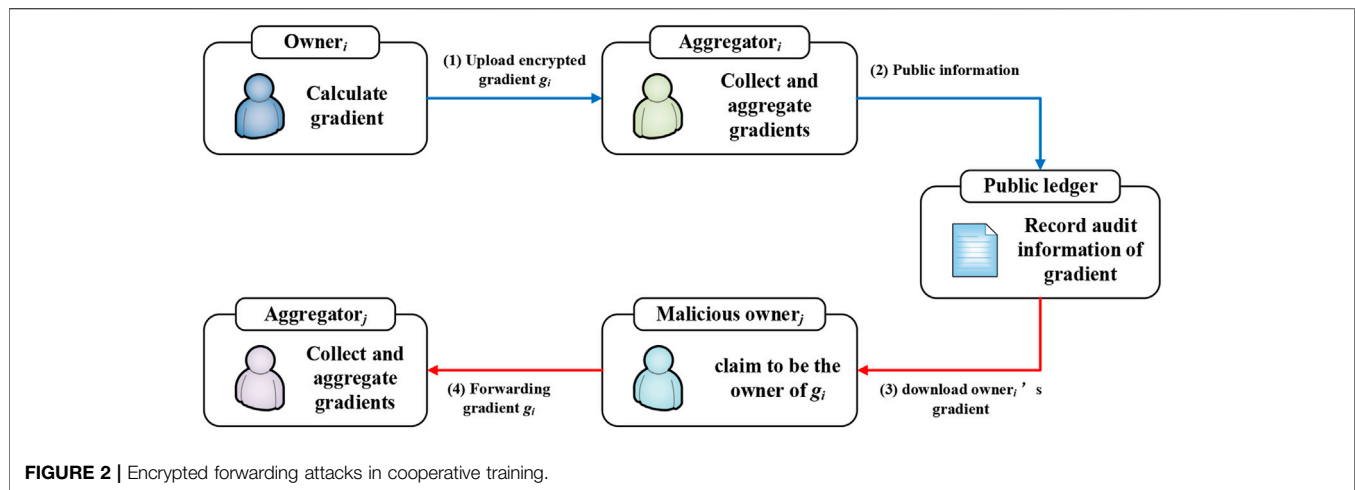 Ownerᵢ
Calculate
gradient
(1) Upload encrypted
gradient gᵢ
Aggregatorᵢ
Collect and
aggregate
gradients
(2) Public information
Public ledger
Record audit
information of
gradient
(3) download ownerᵢ’s
gradient
Malicious ownerⱼ
claim to be the
owner of gᵢ
(4) Forwarding
gradient gᵢ
Aggregatorⱼ
Collect and
aggregate
gradients
FIGURE 2 | Encrypted forwarding attacks in cooperative training.